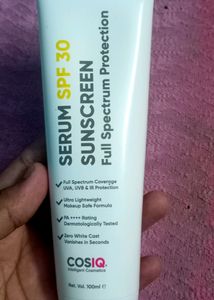 SERUM SPF 30
SUNSCREEN
Full Spectrum Protection
Full Spectrum Coverage
UVA, UVB & IR Protection
Ultra Lightweight
Makeup Safe Formula
PA ++++ Rating
Dermatologically Tested
Zero White Cast
Vanishes in Seconds
COSIQ.
Intelligent Cosmetics
Net. Vol. 100ml